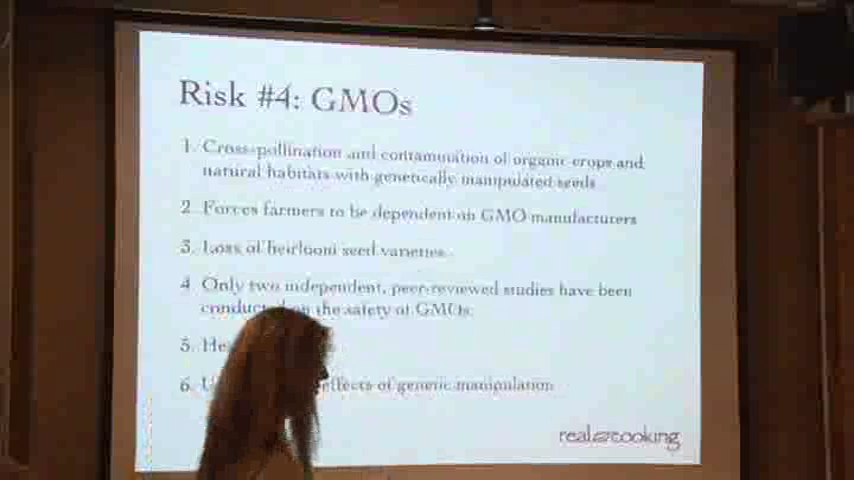 Risk #4: GMOs
1. Cross-pollination and contamination of organic crops and
natural habitats with genetically manipulated seeds
2. Forces farmers to be dependent on GMO manufacturers
3. Loss of heirloom seed varieties
4. Only two independent, peer-reviewed studies have been
on the safety of GMOs
5.
6. effects of genetic manipulation
real cooking